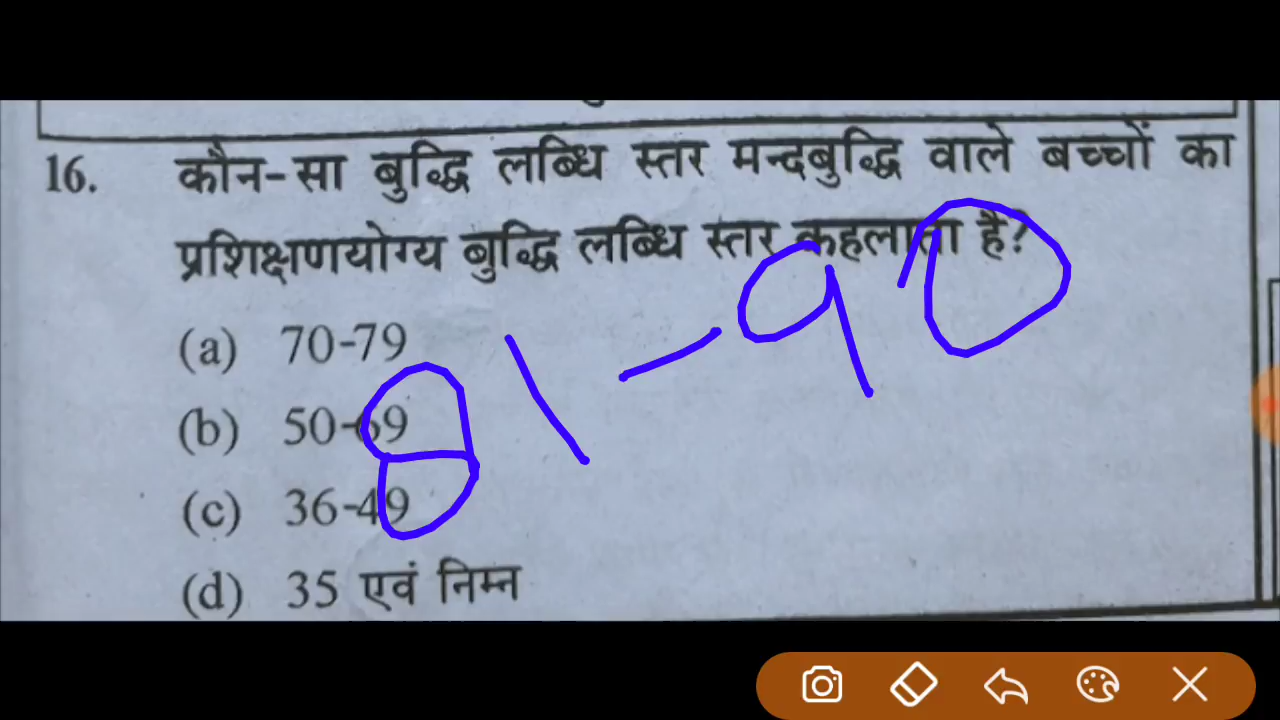 16. कौन-सा बुद्धि लब्धि स्तर मन्दबुद्धि वाले बच्चों का
प्रशिक्षणयोग्य बुद्धि लब्धि स्तर कहलाता है?
(a) 70-79
(b) 50-69
(c) 36-49
(d) 35 एवं निम्न
81-90